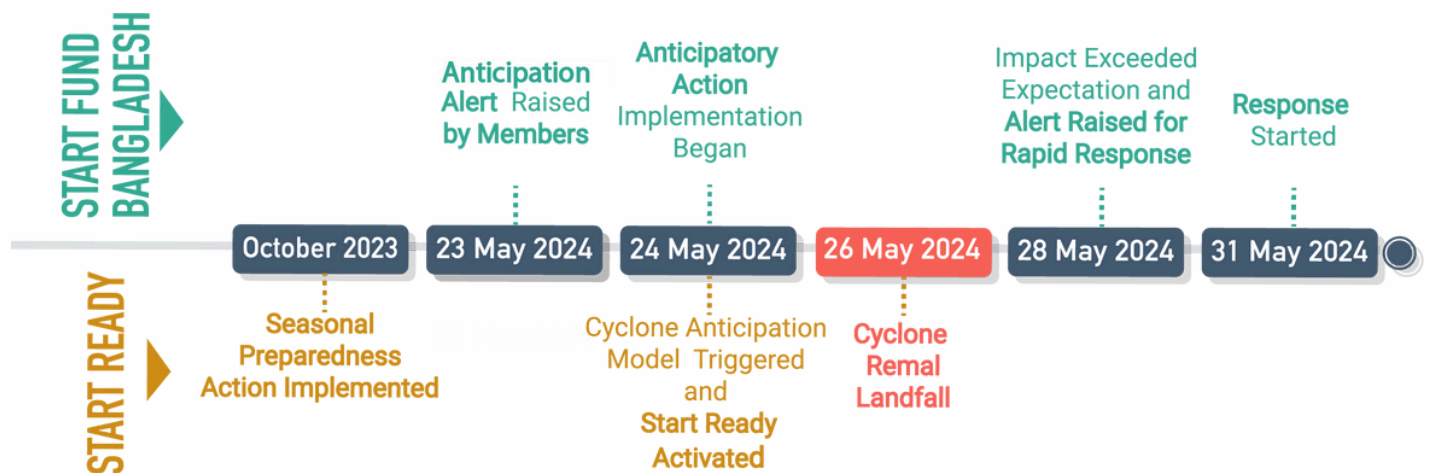 START FUND
BANGLADESH
Anticipation
Alert Raised
by Members
Anticipatory
Action
Implementation
Began
Impact Exceeded
Expectation and
Alert Raised for
Rapid Response
Response
Started
October 2023
23 May 2024
24 May 2024
26 May 2024
28 May 2024
31 May 2024
START READY
Seasonal
Preparedness
Action Implemented
Cyclone Anticipation
Model Triggered
and
Start Ready
Activated
Cyclone
Remal
Landfall